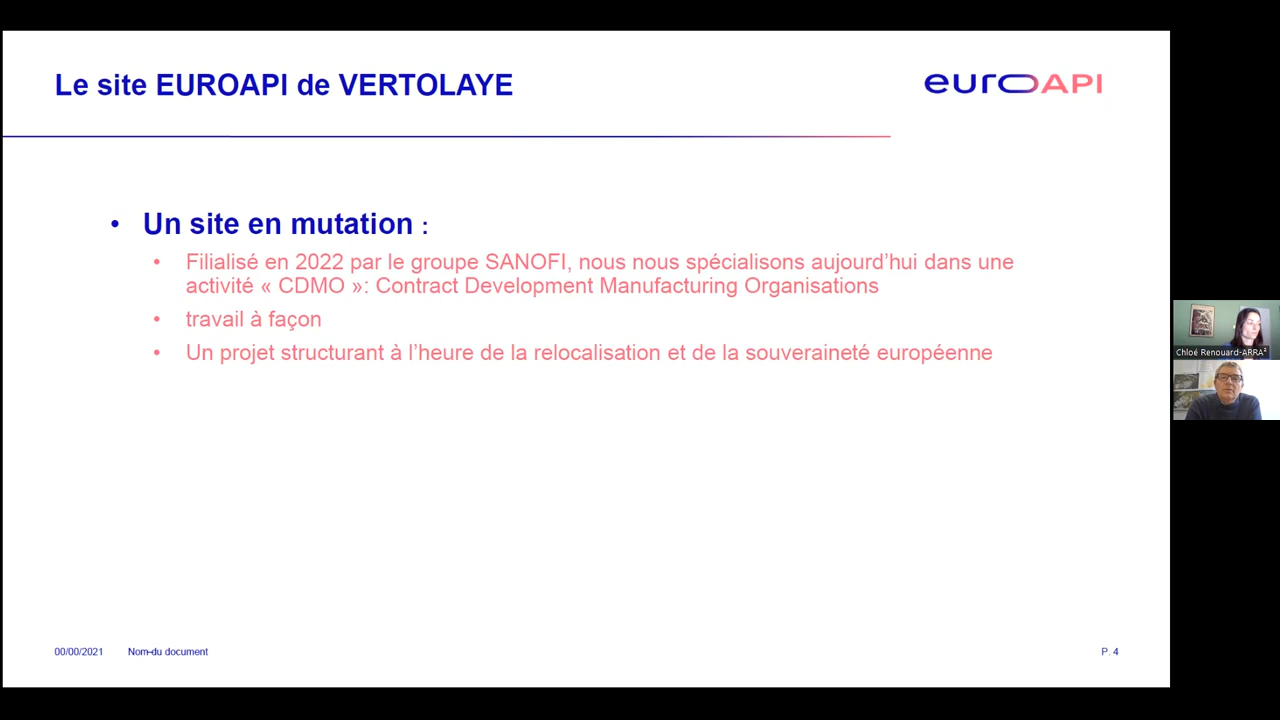 Le site EUROAPI de VERTOLAYE
euroAPI
• Un site en mutation :
• Filialisé en 2022 par le groupe SANOFI, nous nous spécialisons aujourd’hui dans une
activité « CDMO »: Contract Development Manufacturing Organisations
• travail à façon
• Un projet structurant à l’heure de la relocalisation et de la souveraineté européenne
Chloé Renouard-ARRA²
00/00/2021 Nom du document P. 4